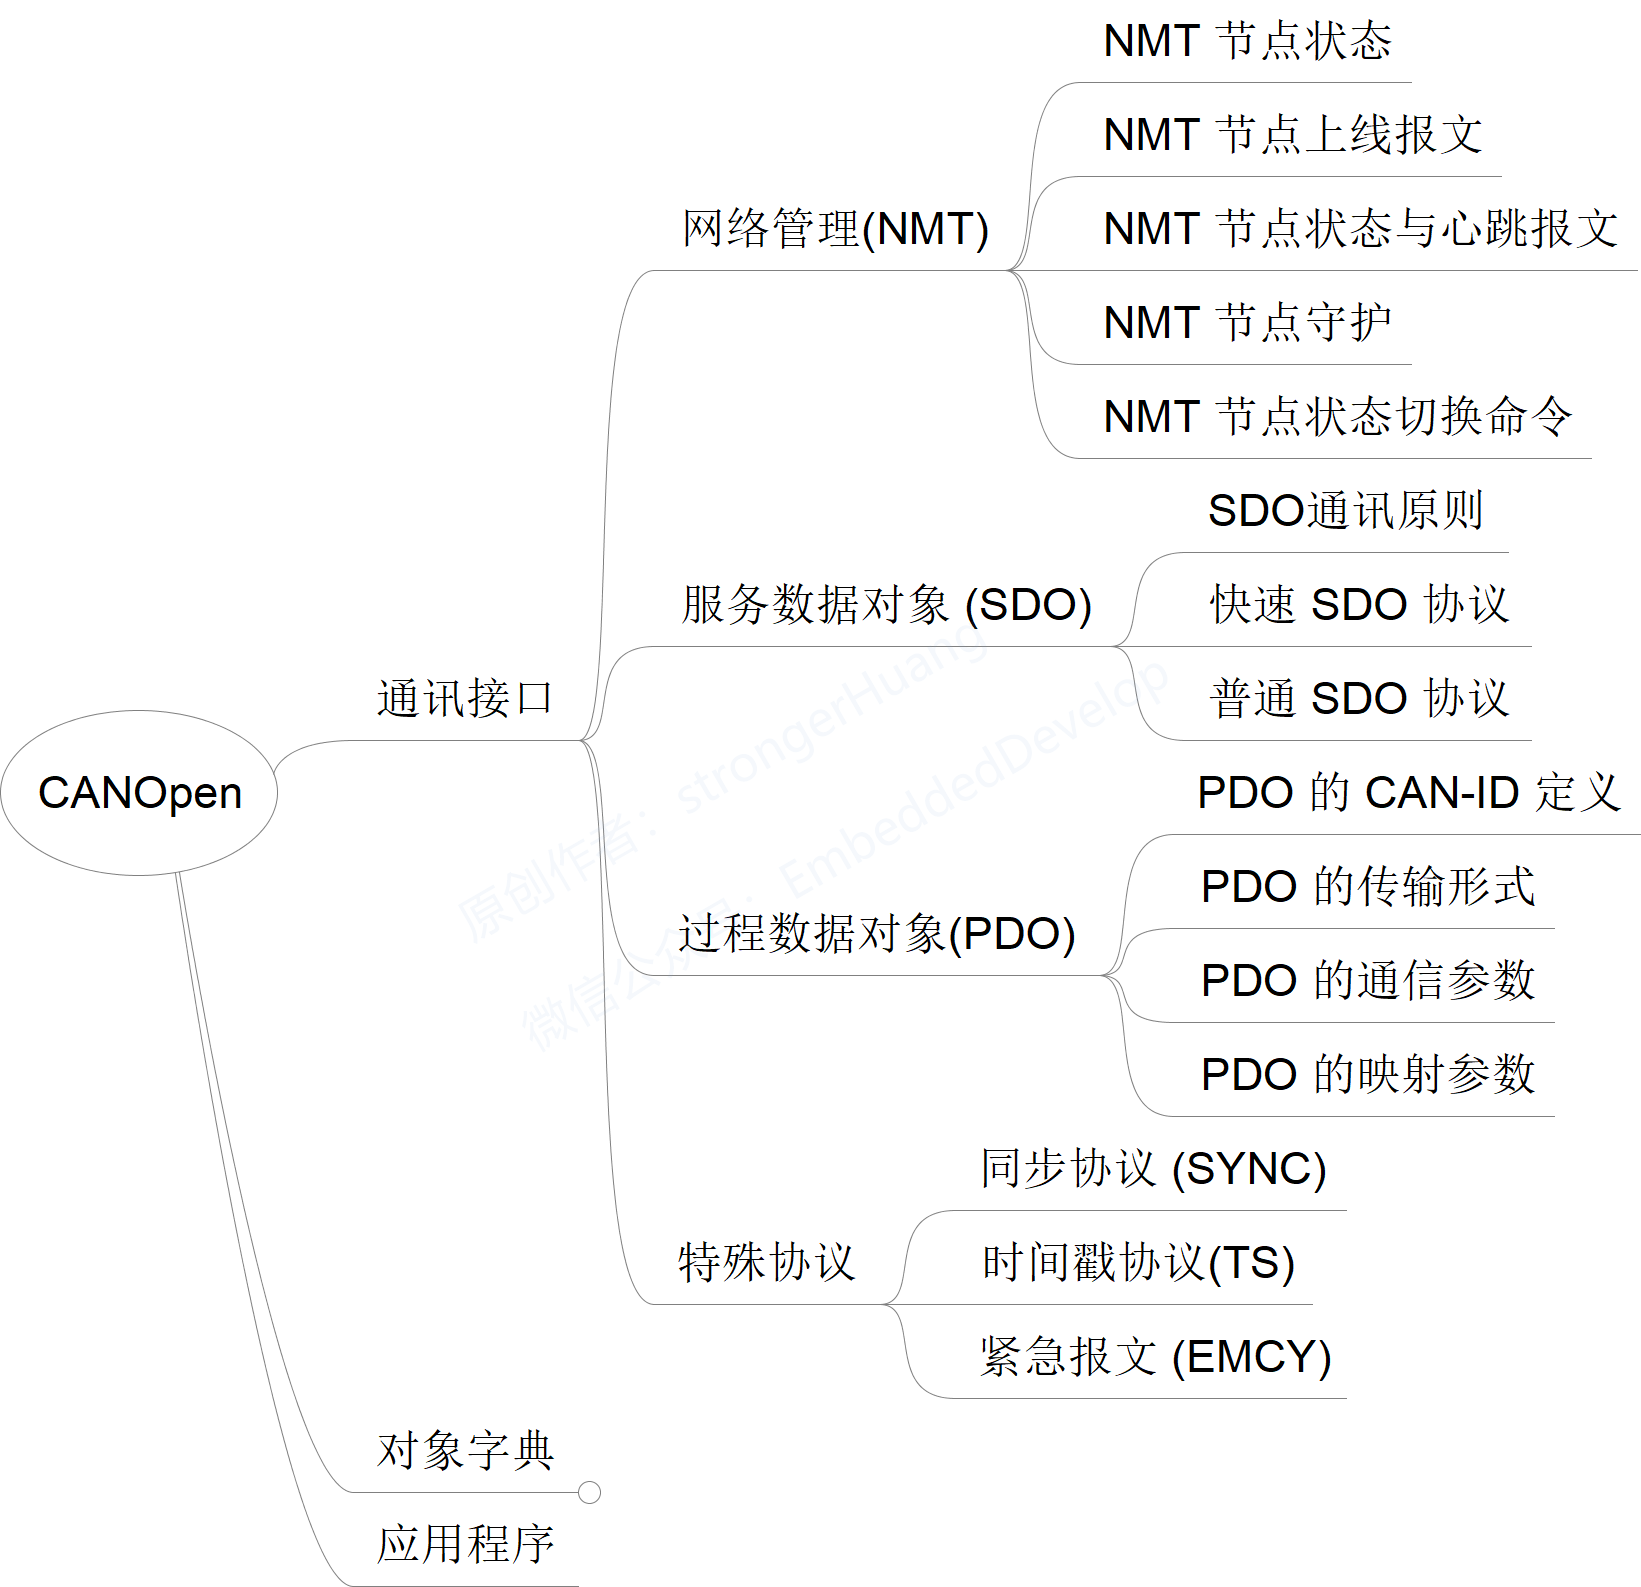 NMT 节点状态
NMT 节点上线报文
网络管理(NMT)
NMT 节点状态与心跳报文
NMT 节点守护
NMT 节点状态切换命令
SDO通讯原则
服务数据对象 (SDO)
快速 SDO 协议
普通 SDO 协议
通讯接口
CANOpen
PDO 的 CAN-ID 定义
PDO 的传输形式
过程数据对象(PDO)
PDO 的通信参数
PDO 的映射参数
同步协议 (SYNC)
特殊协议
时间戳协议(TS)
紧急报文 (EMCY)
对象字典
应用程序
原创作者：strongerHuang
微信公众号：EmbeddedDevelop